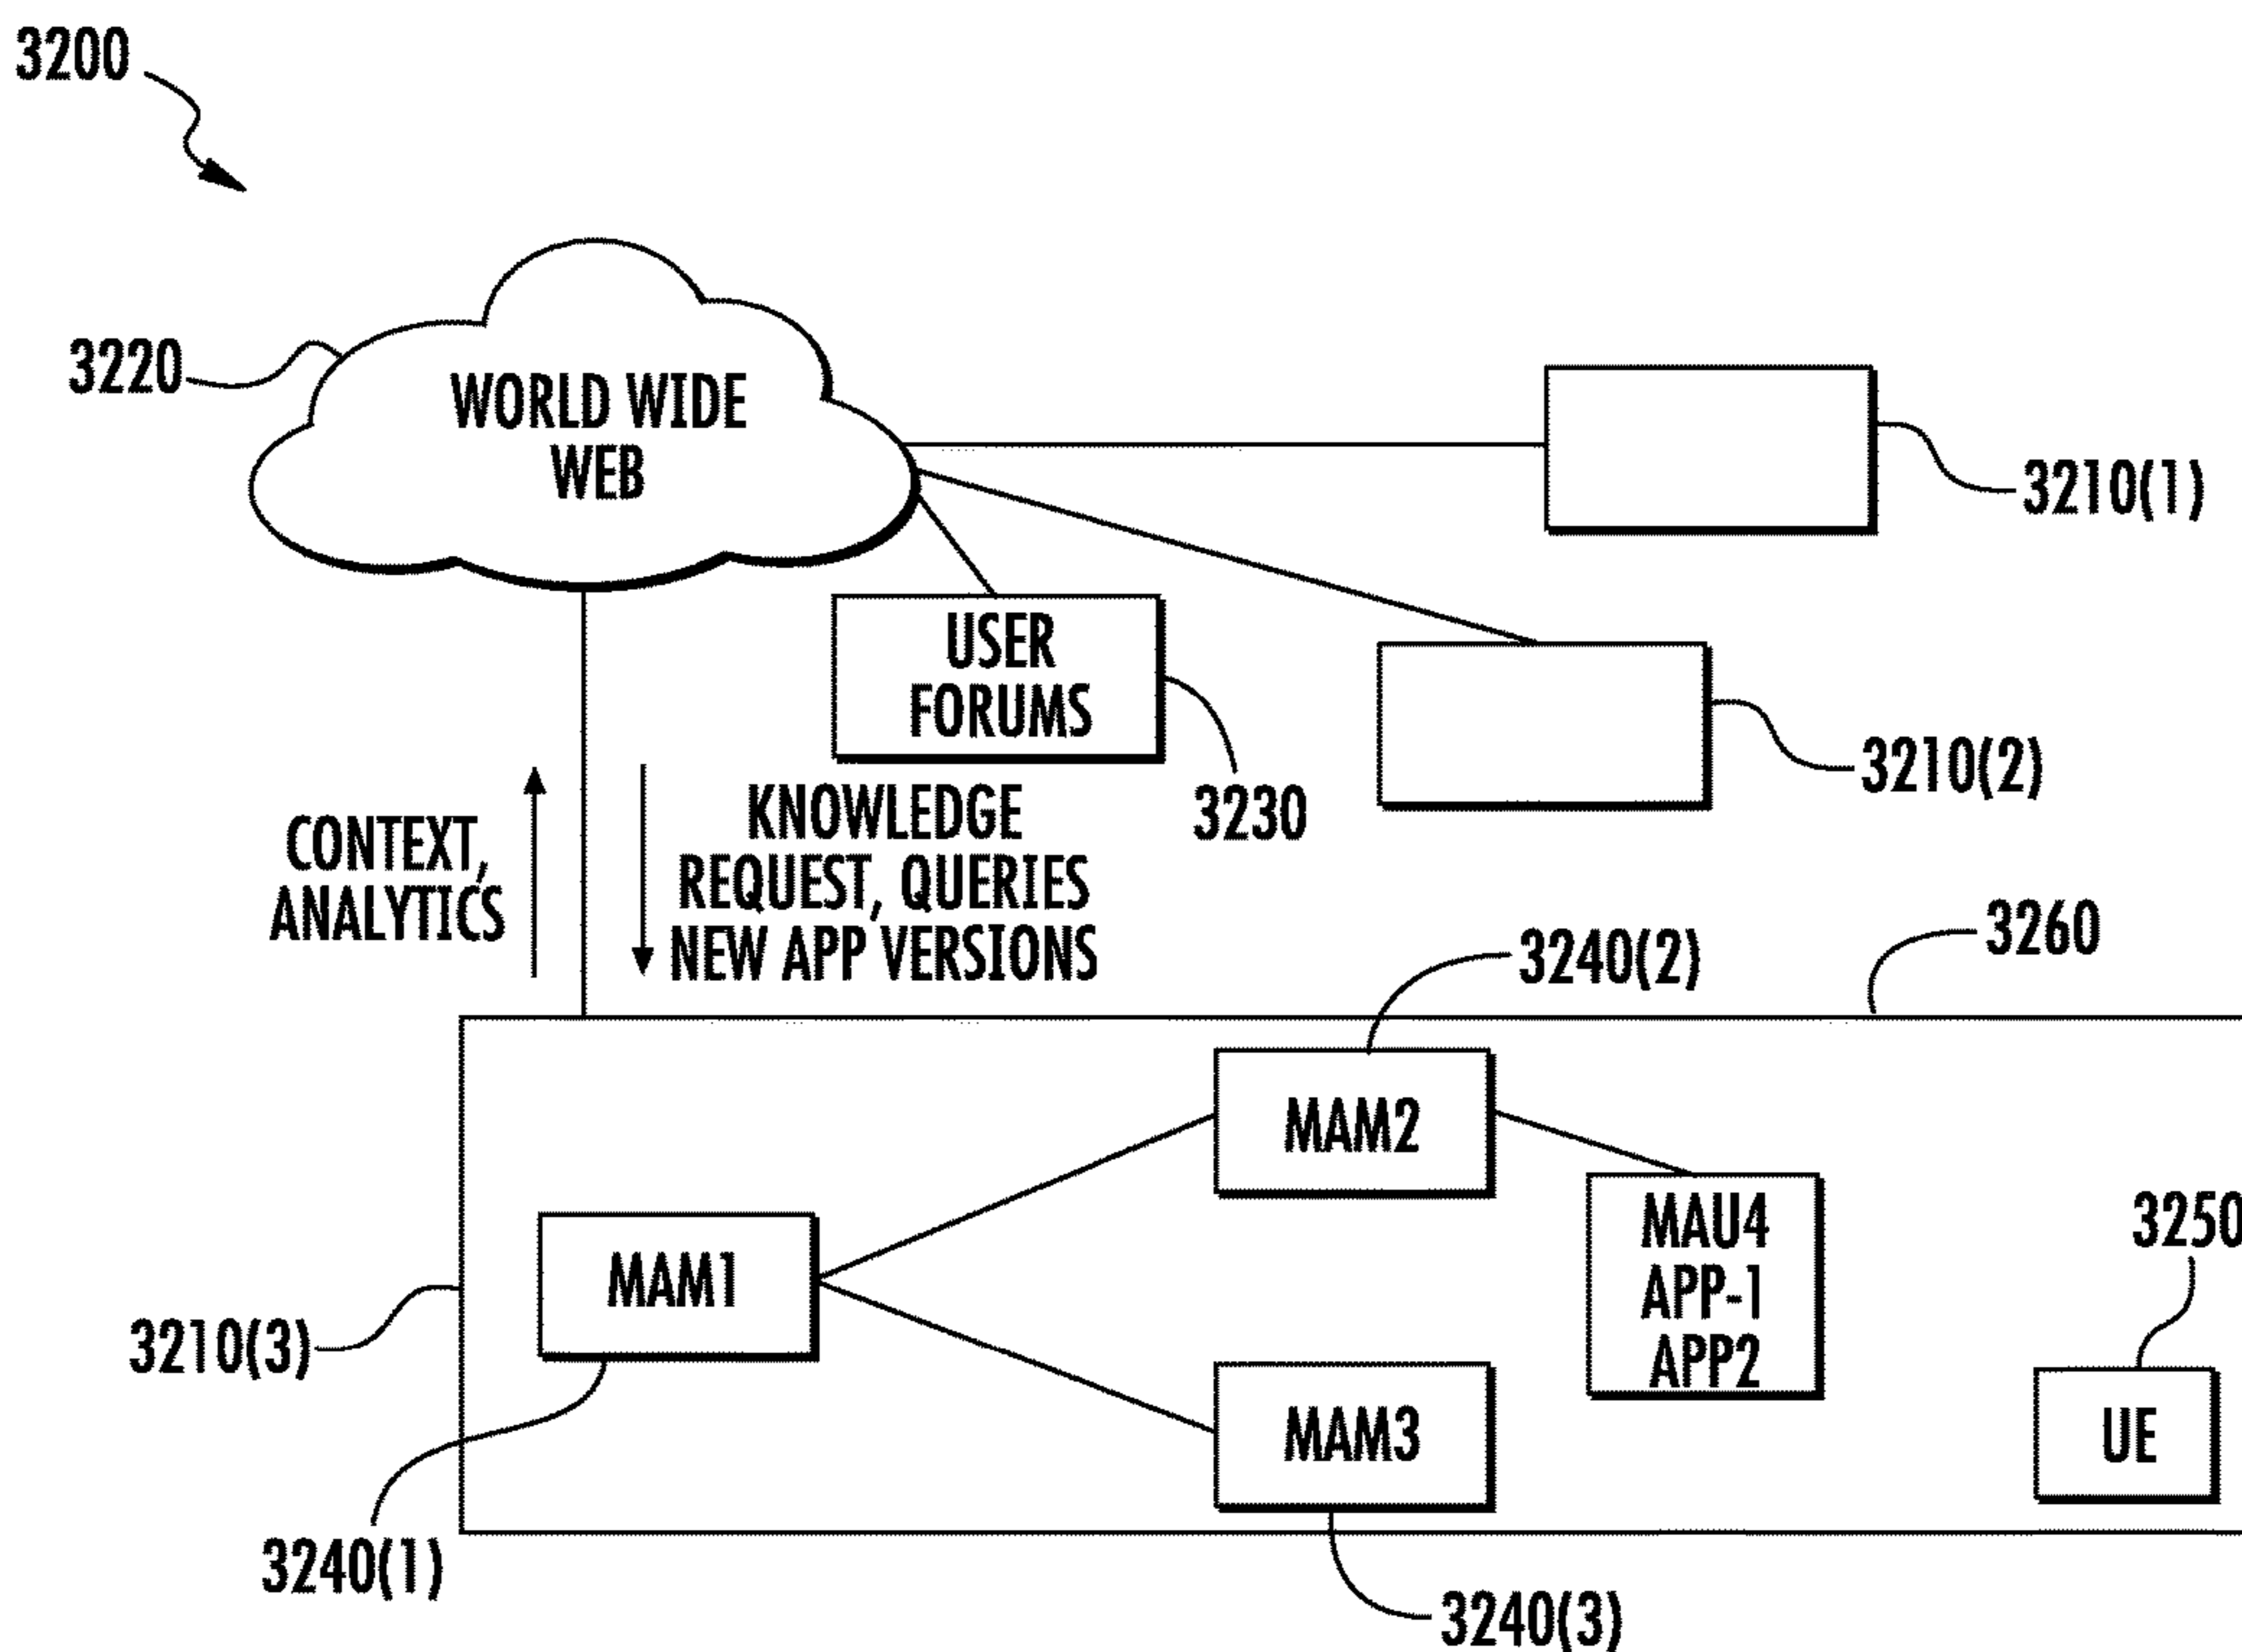 3200
3220
WORLD WIDE
WEB
3210(1)
USER
FORUMS
3230
3210(2)
CONTEXT,
ANALYTICS
KNOWLEDGE
REQUEST, QUERIES
NEW APP VERSIONS
3260
3240(2)
MAM2
MAM1
MAU4
APP-1
APP2
3250
3210(3)
MAM3
UE
3240(1)
3240(3)